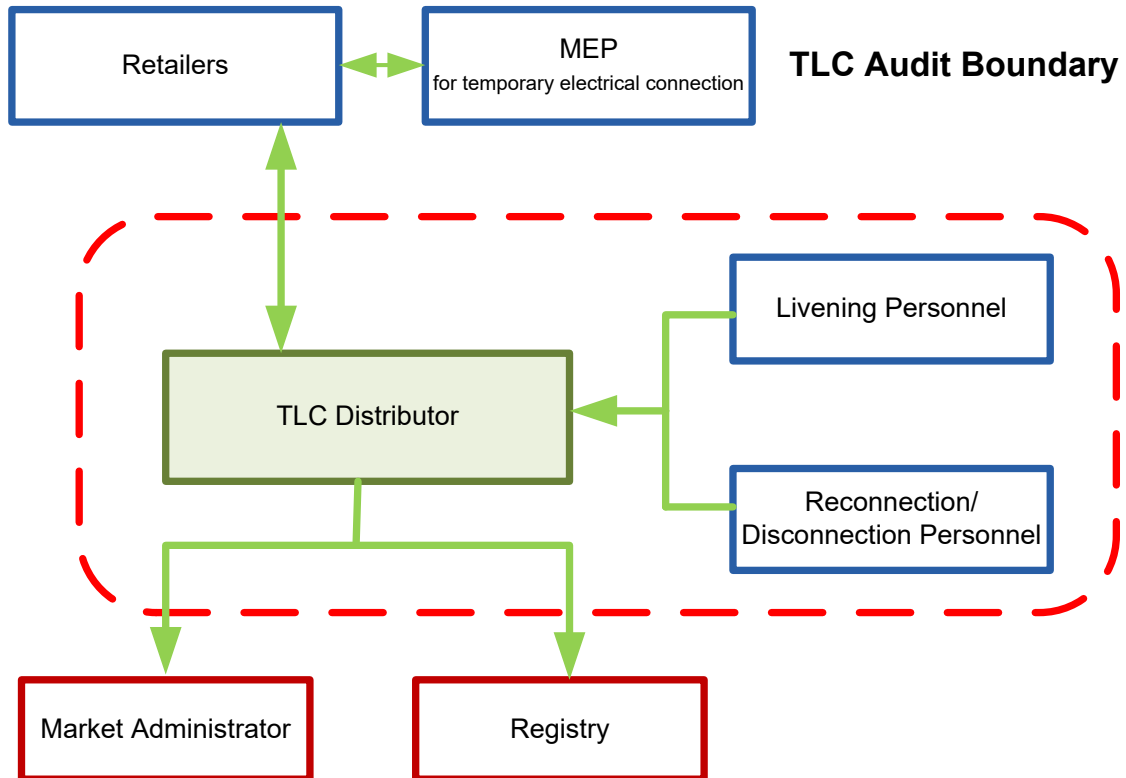 Retailers
MEP
for temporary electrical connection
TLC Audit Boundary
Livening Personnel
TLC Distributor
Reconnection/
Disconnection Personnel
Market Administrator
Registry